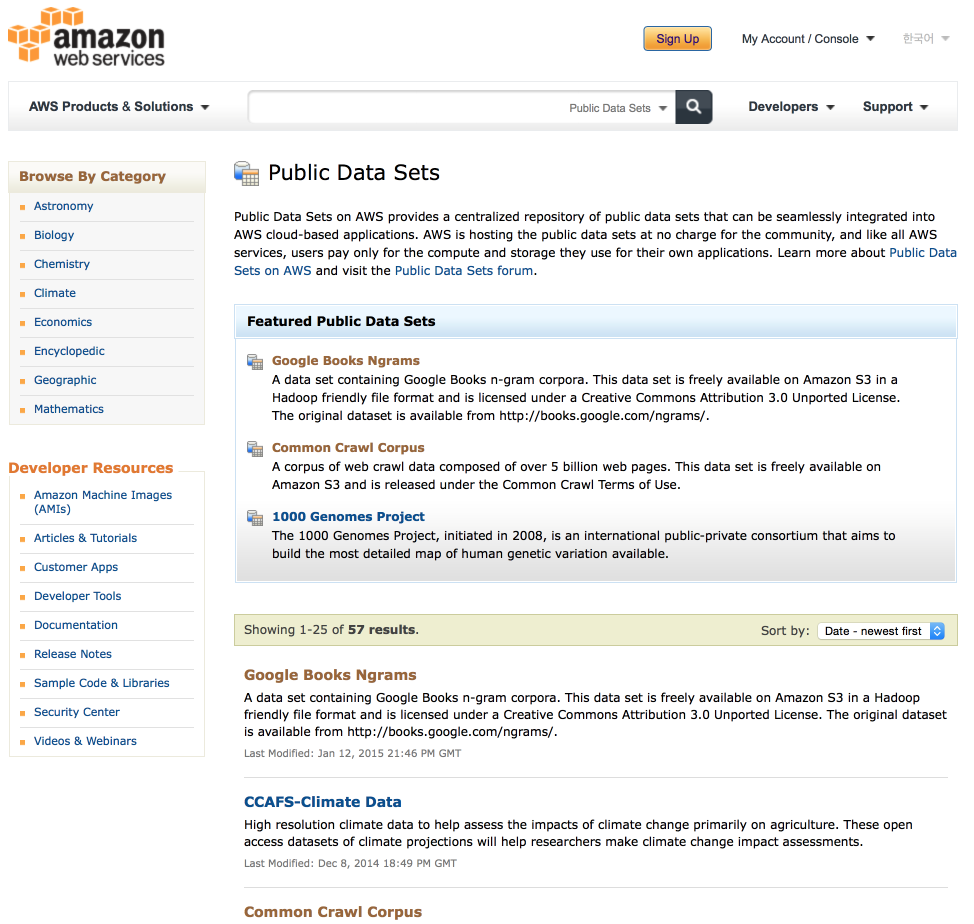 amazon
web services
Sign Up
My Account / Console
한국어
AWS Products & Solutions
Public Data Sets
Developers
Support
Browse By Category
Astronomy
Biology
Chemistry
Climate
Economics
Encyclopedic
Geographic
Mathematics
Developer Resources
Amazon Machine Images
(AMIs)
Articles & Tutorials
Customer Apps
Developer Tools
Documentation
Release Notes
Sample Code & Libraries
Security Center
Videos & Webinars
Public Data Sets
Public Data Sets on AWS provides a centralized repository of public data sets that can be seamlessly integrated into
AWS cloud-based applications. AWS is hosting the public data sets at no charge for the community, and like all AWS
services, users pay only for the compute and storage they use for their own applications. Learn more about Public Data
Sets on AWS and visit the Public Data Sets forum.
Featured Public Data Sets
Google Books Ngrams
A data set containing Google Books n-gram corpora. This data set is freely available on Amazon S3 in a
Hadoop friendly file format and is licensed under a Creative Commons Attribution 3.0 Unported License.
The original dataset is available from http://books.google.com/ngrams/.
Common Crawl Corpus
A corpus of web crawl data composed of over 5 billion web pages. This data set is freely available on
Amazon S3 and is released under the Common Crawl Terms of Use.
1000 Genomes Project
The 1000 Genomes Project, initiated in 2008, is an international public-private consortium that aims to
build the most detailed map of human genetic variation available.
Showing 1-25 of 57 results.
Sort by: Date - newest first
Google Books Ngrams
A data set containing Google Books n-gram corpora. This data set is freely available on Amazon S3 in a Hadoop
friendly file format and is licensed under a Creative Commons Attribution 3.0 Unported License. The original dataset
is available from http://books.google.com/ngrams/.
Last Modified: Jan 12, 2015 21:46 PM GMT
CCAFS-Climate Data
High resolution climate data to help assess the impacts of climate change primarily on agriculture. These open
access datasets of climate projections will help researchers make climate change impact assessments.
Last Modified: Dec 8, 2014 18:49 PM GMT
Common Crawl Corpus